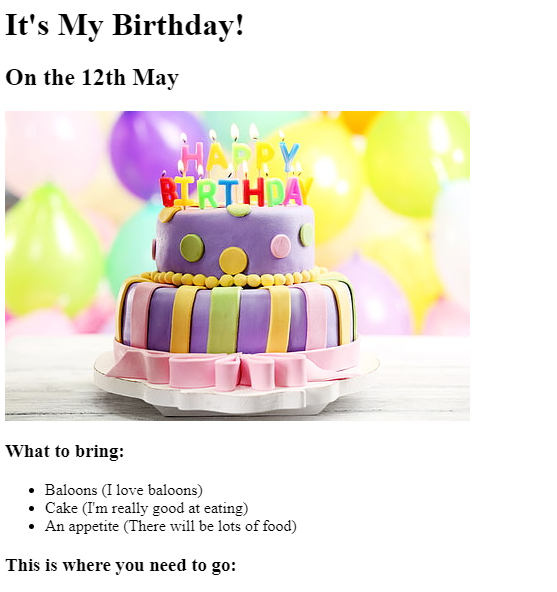 It's My Birthday!
On the 12th May
HAPPY
BIRTHDAY
What to bring:
Baloons (I love baloons)
Cake (I'm really good at eating)
An appetite (There will be lots of food)
This is where you need to go: